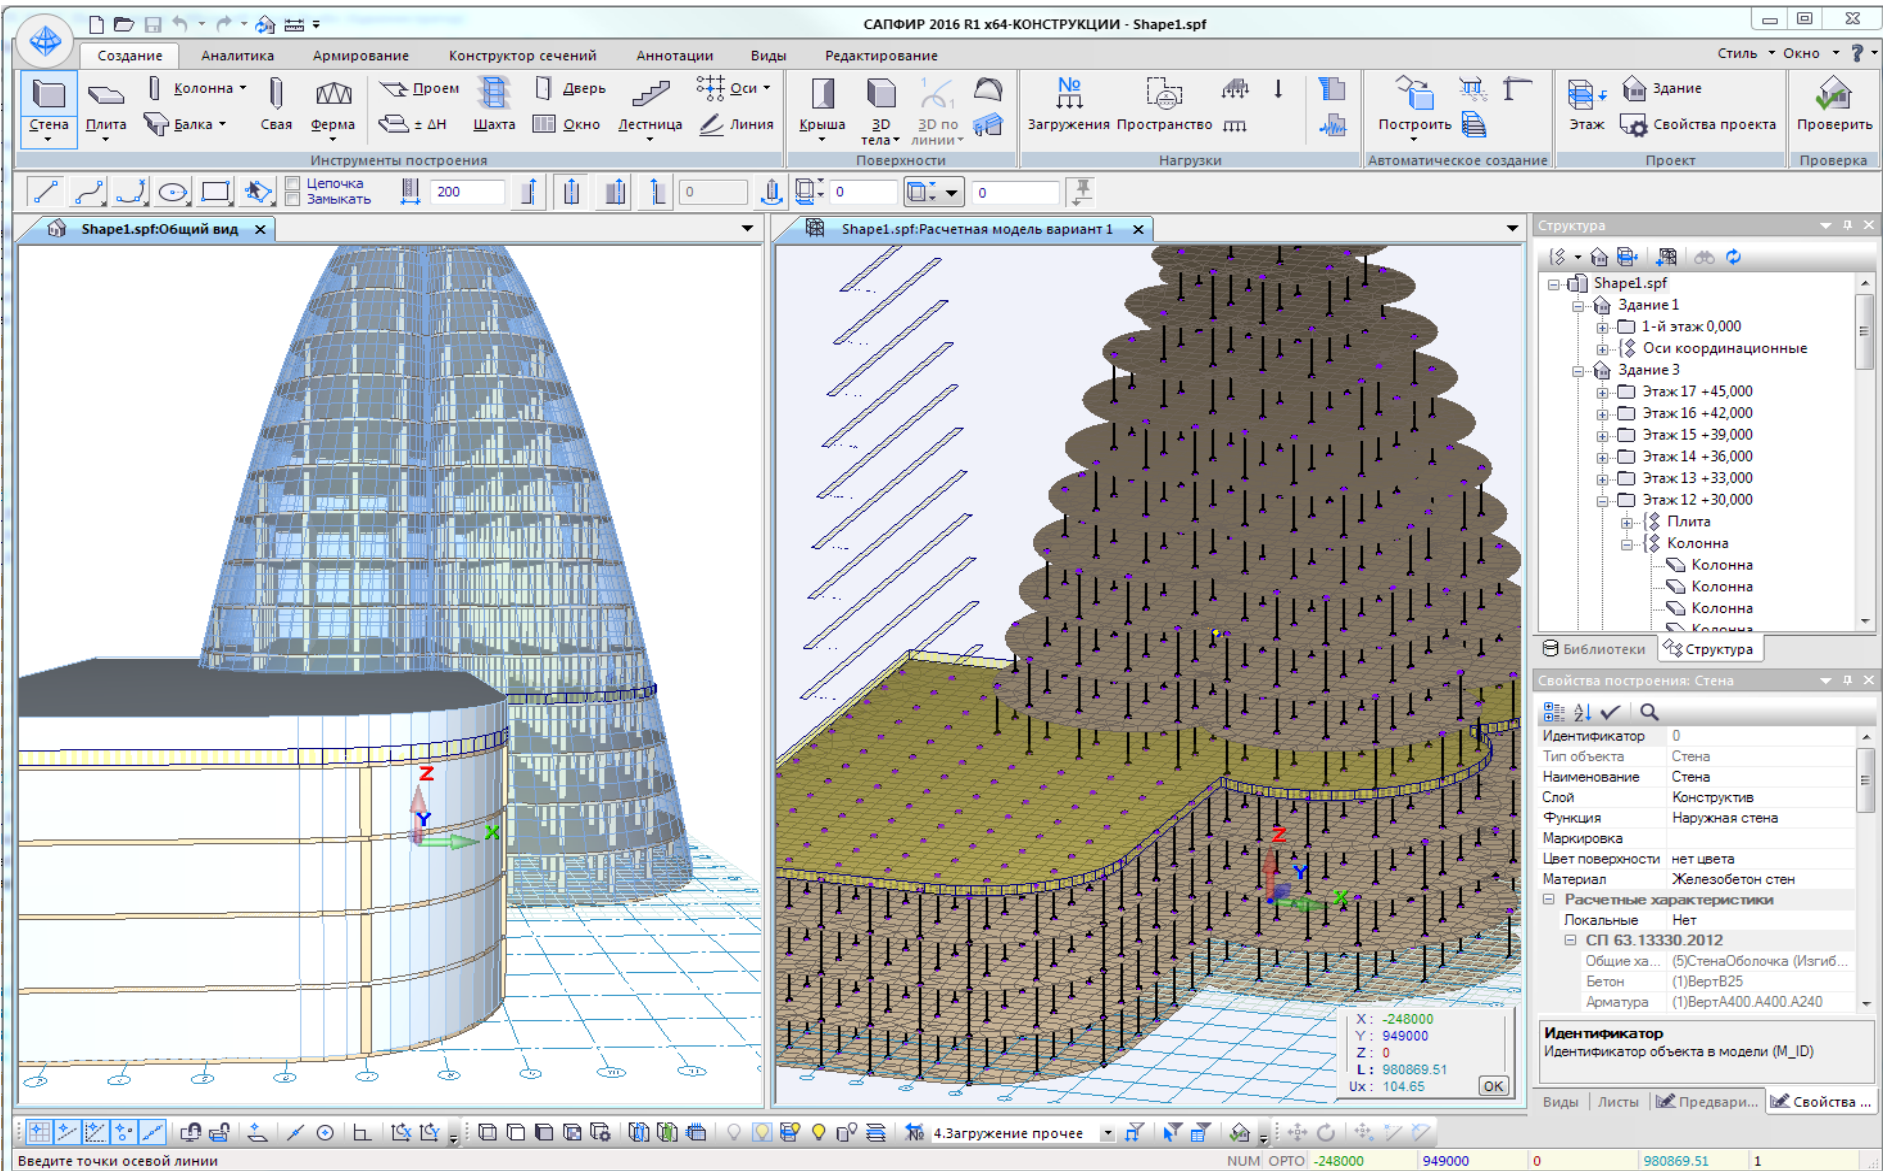 САПФИР 2016 R1 x64-КОНСТРУКЦИИ - Shape1.spf
Создание Аналитика Армирование Конструктор сечений Аннотации Виды Редактирование Стиль Окно
Колонна Проем Дверь Оси № Здание
Стена Плита Балка Свая Ферма ± ΔН Шахта Окно Лестница Линия Крыша 3D тела 3D по линии Загружения Пространство Построить Этаж Свойства проекта Проверить
Инструменты построения Поверхности Нагрузки Автоматическое создание Проект Проверка
Цепочка
Замыкать
200 0 0 0
Shape1.spf:Общий вид
Shape1.spf:Расчетная модель вариант 1
Z
Y
X
Z
Y
X
X: -248000
Y: 949000
Z: 0
L: 980869.51
Ux: 104.65
OK
Структура
Shape1.spf
Здание 1
1-й этаж 0,000
Оси координационные
Здание 3
Этаж 17 +45,000
Этаж 16 +42,000
Этаж 15 +39,000
Этаж 14 +36,000
Этаж 13 +33,000
Этаж 12 +30,000
Плита
Колонна
Колонна
Колонна
Колонна
Колонна
Библиотеки Структура
Свойства построения: Стена
Идентификатор 0
Тип объекта Стена
Наименование Стена
Слой Конструктив
Функция Наружная стена
Маркировка
Цвет поверхности нет цвета
Материал Железобетон стен
Расчетные характеристики
Локальные Нет
СП 63.13330.2012
Общие ха... (5)СтенаОболочка (Изгиб...
Бетон (1)ВертВ25
Арматура (1)ВертА400.А400.А240
Идентификатор
Идентификатор объекта в модели (M_ID)
Виды Листы Предвари... Свойства ...
4.Загружение прочее
Введите точки осевой линии
NUM ОРТО -248000 949000 0 980869.51 1